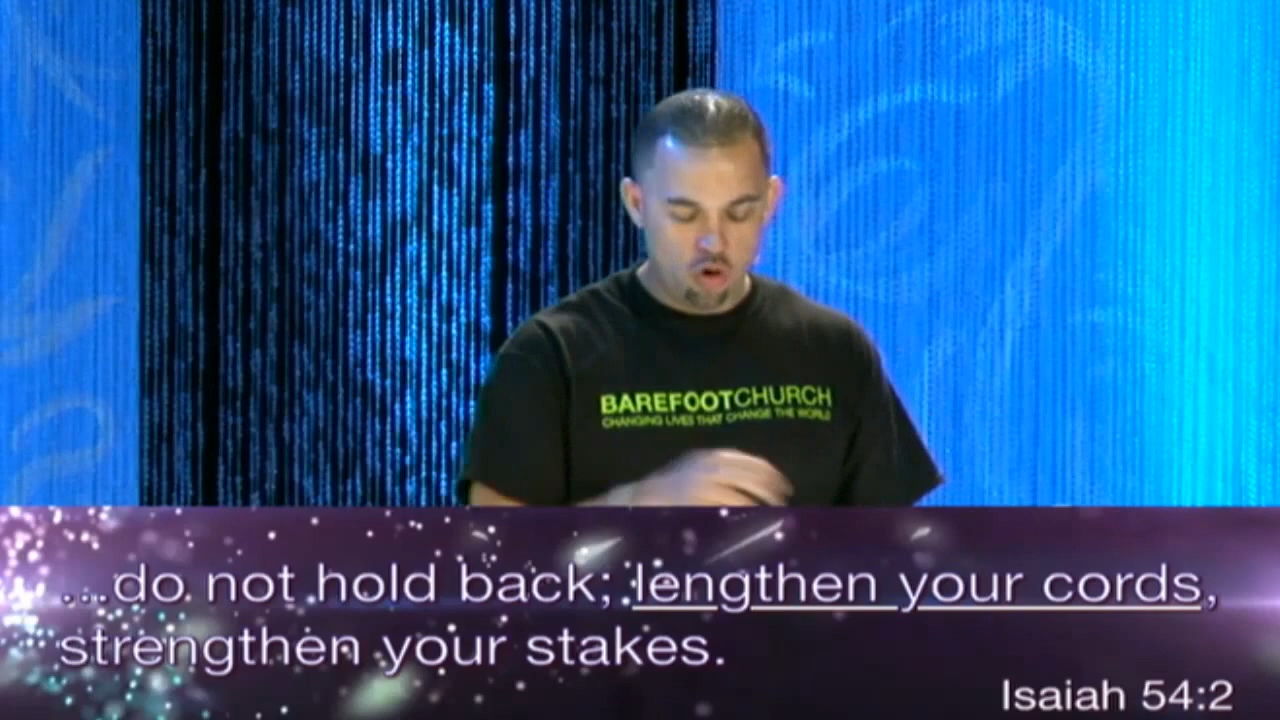 BAREFOOTCHURCH
CHANGING LIVES THAT CHANGE THE WORLD
...do not hold back; lengthen your cords,
strengthen your stakes.
Isaiah 54:2